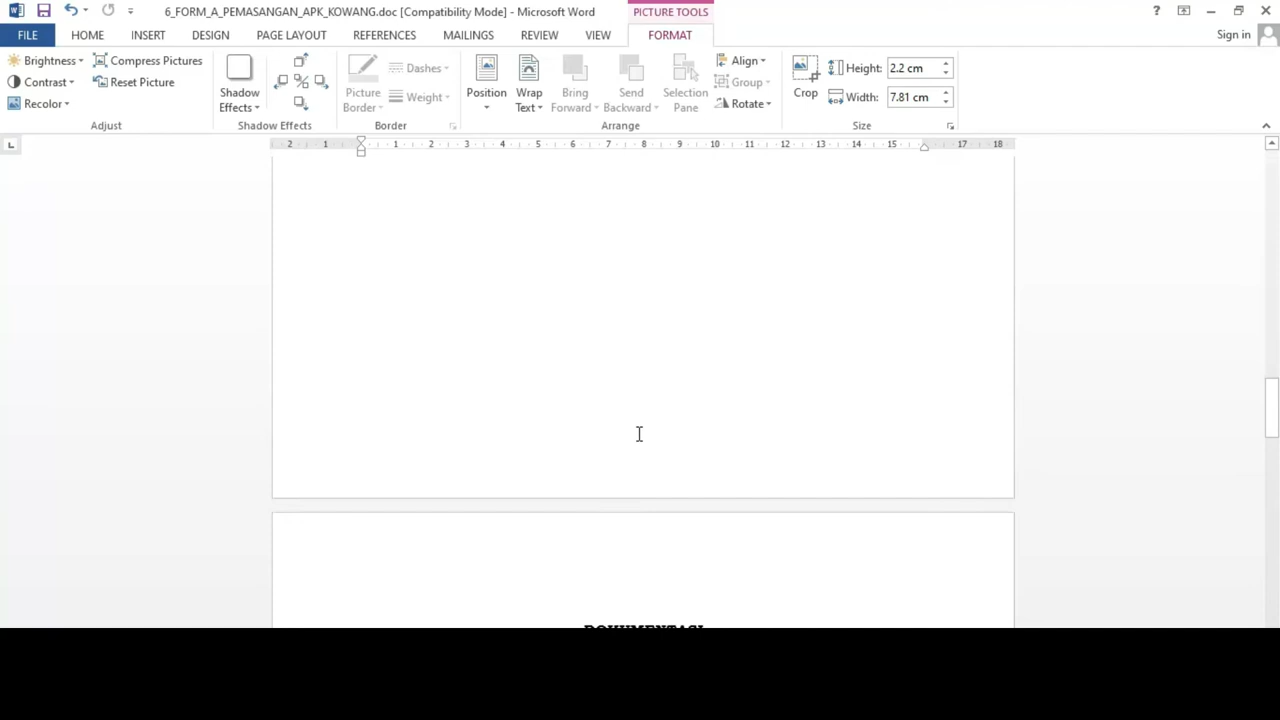 6_FORM_A_PEMASANGAN_APK_KOWANG.doc [Compatibility Mode] - Microsoft Word
PICTURE TOOLS
?
FILE HOME INSERT DESIGN PAGE LAYOUT REFERENCES MAILINGS REVIEW VIEW FORMAT Sign in
Brightness
Contrast
Recolor
Compress Pictures
Reset Picture
Adjust
Shadow
Effects
Shadow Effects
Picture
Border
Dashes
Weight
Border
Position
Wrap
Text
Bring
Forward
Send
Backward
Selection
Pane
Align
Group
Rotate
Arrange
Crop
Height: 2.2 cm
Width: 7.81 cm
Size
2 1 1 2 3 4 5 6 7 8 9 10 11 12 13 14 15 17 18
DOKUMENTASI